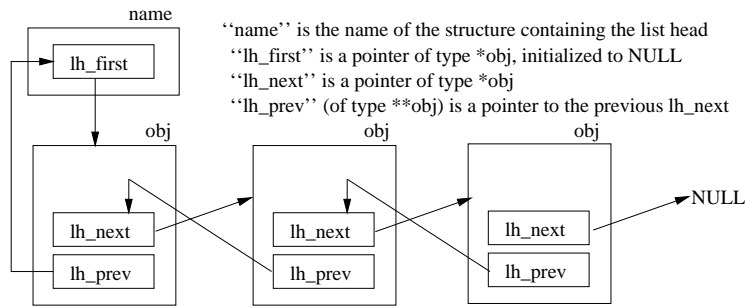 name
‘‘name’’ is the name of the structure containing the list head
lh_first
‘‘lh_first’’ is a pointer of type *obj, initialized to NULL
‘‘lh_next’’ is a pointer of type *obj
‘‘lh_prev’’ (of type **obj) is a pointer to the previous lh_next
obj
obj
obj
lh_next
lh_prev
lh_next
lh_prev
lh_next
lh_prev
NULL